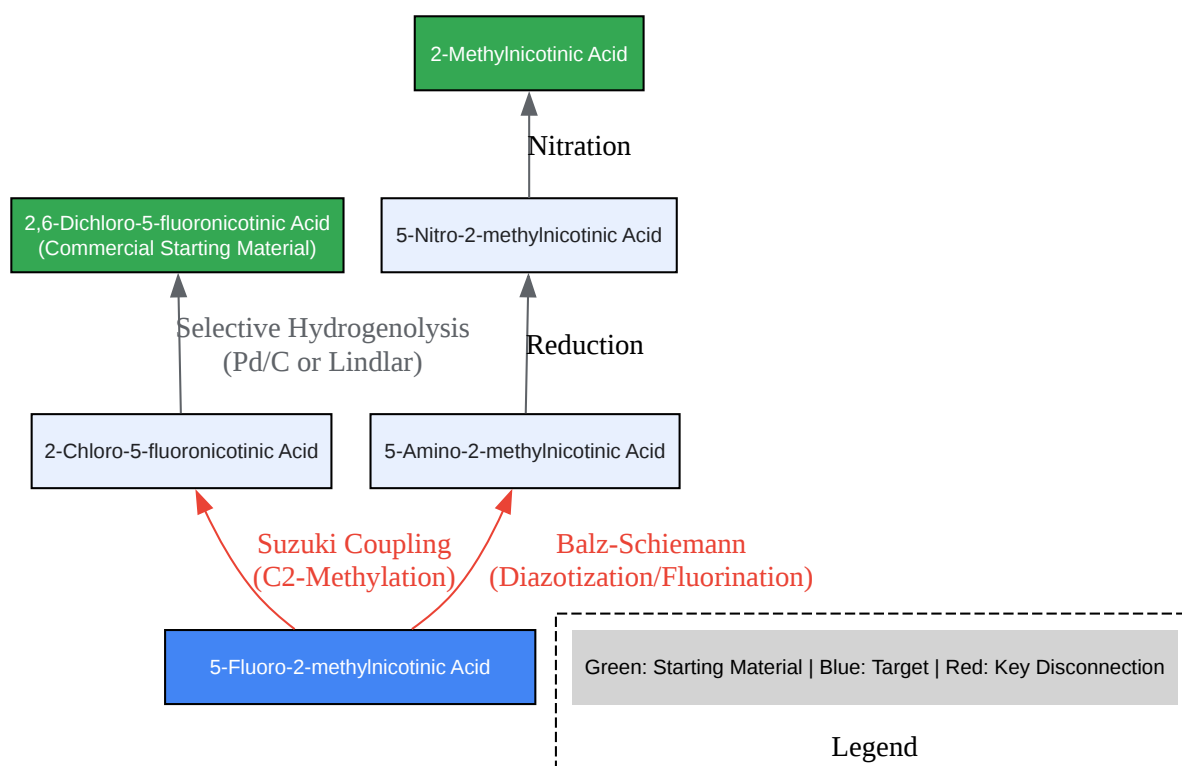 2-Methylnicotinic Acid
Nitration
2,6-Dichloro-5-fluoronicotinic Acid
(Commercial Starting Material)
5-Nitro-2-methylnicotinic Acid
Selective Hydrogenolysis
(Pd/C or Lindlar)
Reduction
2-Chloro-5-fluoronicotinic Acid
5-Amino-2-methylnicotinic Acid
Suzuki Coupling
(C2-Methylation)
Balz-Schiemann
(Diazotization/Fluorination)
5-Fluoro-2-methylnicotinic Acid
Green: Starting Material | Blue: Target | Red: Key Disconnection
Legend